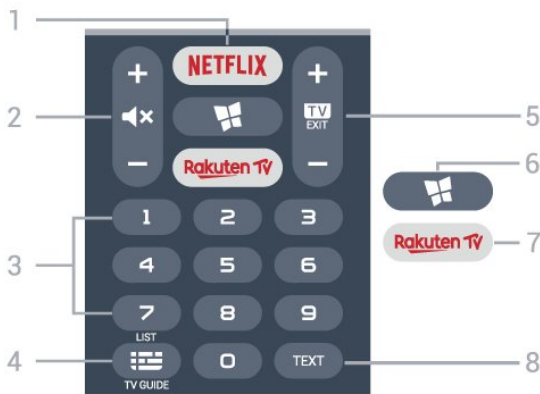 1
+ NETFLIX +
2
TV
EXIT
5
6
− Rakuten TV −
Rakuten TV 7
1 2 3
3
4 5 6
7 8 9
LIST
4 0 TEXT 8
TV GUIDE